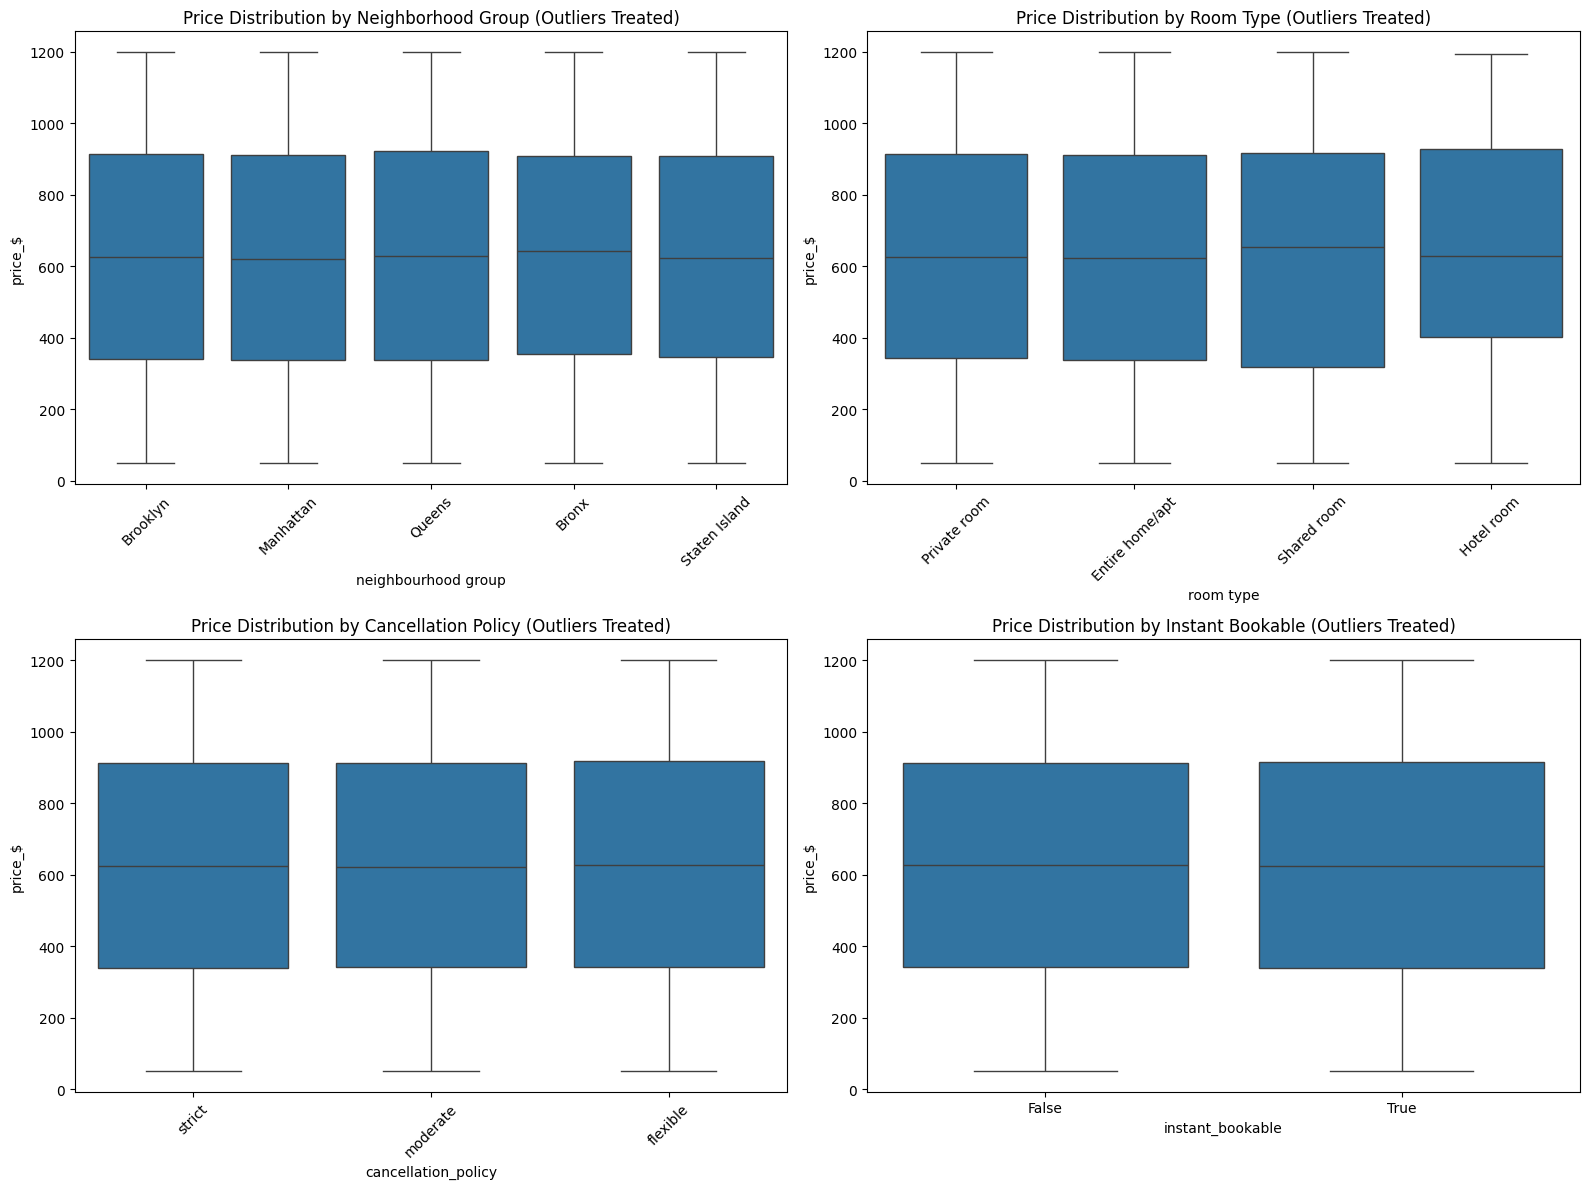 Price Distribution by Neighborhood Group (Outliers Treated)
price_$
1200
1000
800
600
400
200
0
Brooklyn
Manhattan
Queens
Bronx
Staten Island
neighbourhood group
Price Distribution by Room Type (Outliers Treated)
price_$
1200
1000
800
600
400
200
0
Private room
Entire home/apt
Shared room
Hotel room
room type
Price Distribution by Cancellation Policy (Outliers Treated)
price_$
1200
1000
800
600
400
200
0
strict
moderate
flexible
cancellation_policy
Price Distribution by Instant Bookable (Outliers Treated)
price_$
1200
1000
800
600
400
200
0
False
True
instant_bookable